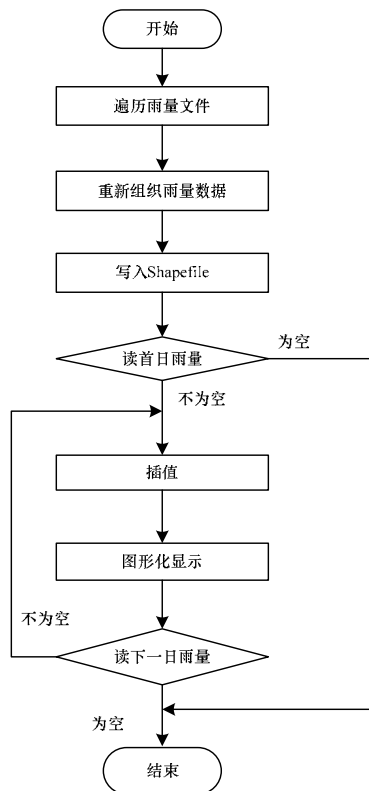 开始
遍历雨量文件
重新组织雨量数据
写入Shapefile
读首日雨量
为空
不为空
插值
图形化显示
不为空
读下一日雨量
为空
结束